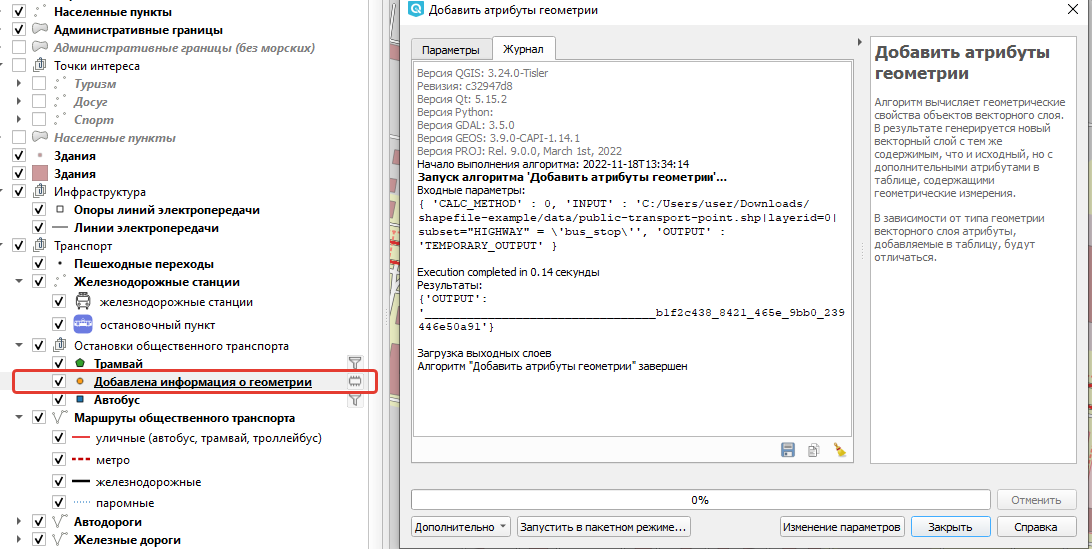 Населенные пункты
Административные границы
Административные границы (без морских)
Точки интереса
Туризм
Досуг
Спорт
Населенные пункты
Здания
Здания
Инфраструктура
Опоры линий электропередачи
Линии электропередачи
Транспорт
Пешеходные переходы
Железнодорожные станции
железнодорожные станции
остановочный пункт
Остановки общественного транспорта
Трамвай
Добавлена информация о геометрии
Автобус
Маршруты общественного транспорта
уличные (автобус, трамвай, троллейбус)
метро
железнодорожные
паромные
Автодороги
Железные дороги
Добавить атрибуты геометрии
Параметры
Журнал
Версия QGIS: 3.24.0-Tisler
Ревизия: c32947d8
Версия Qt: 5.15.2
Версия Python:
Версия GDAL: 3.5.0
Версия GEOS: 3.9.0-CAPI-1.14.1
Версия PROJ: Rel. 9.0.0, March 1st, 2022
Начало выполнения алгоритма: 2022-11-18T13:34:14
Запуск алгоритма 'Добавить атрибуты геометрии'…
Входные параметры:
{ 'CALC_METHOD' : 0, 'INPUT' : 'C:/Users/user/Downloads/
shapefile-example/data/public-transport-point.shp|layerid=0|
subset="HIGHWAY" = \'bus_stop\'', 'OUTPUT' :
'TEMPORARY_OUTPUT' }
Execution completed in 0.14 секунды
Результаты:
{'OUTPUT':
'________________________________b1f2c438_8421_465e_9bb0_239
446e50a91'}
Загрузка выходных слоев
Алгоритм "Добавить атрибуты геометрии" завершен
0%
Отменить
Дополнительно
Запустить в пакетном режиме…
Изменение параметров
Закрыть
Справка
Добавить атрибуты
геометрии
Алгоритм вычисляет геометрические
свойства объектов векторного слоя.
В результате генерируется новый
векторный слой с тем же
содержимым, что и исходный, но с
дополнительными атрибутами в
таблице, содержащими
геометрические измерения.
В зависимости от типа геометрии
векторного слоя атрибуты,
добавляемые в таблицу, будут
отличаться.